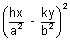 (hx/a² - ky/b²)²